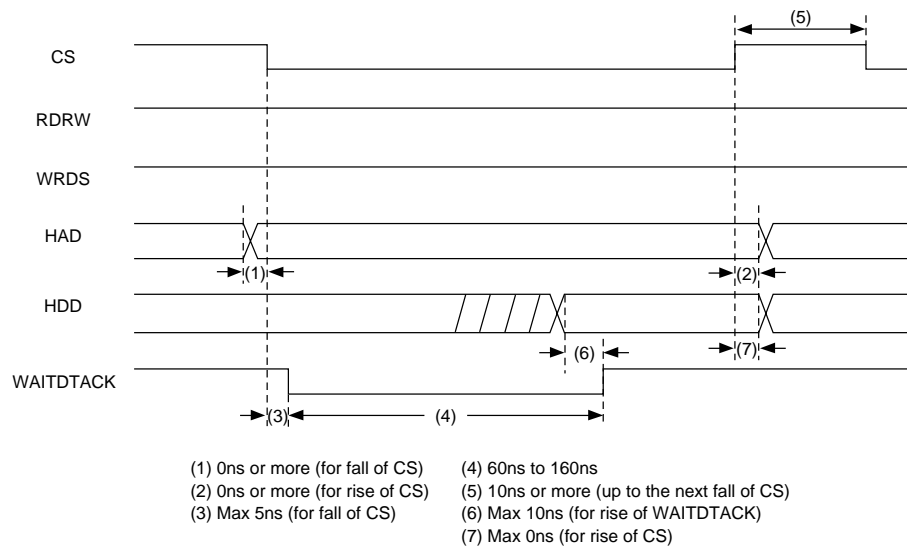 (5)
CS
RDRW
WRDS
HAD
(1)
(2)
HDD
(6)
(7)
WAITDTACK
(3)
(4)
(1) 0ns or more (for fall of CS)
(2) 0ns or more (for rise of CS)
(3) Max 5ns (for fall of CS)
(4) 60ns to 160ns
(5) 10ns or more (up to the next fall of CS)
(6) Max 10ns (for rise of WAITDTACK)
(7) Max 0ns (for rise of CS)